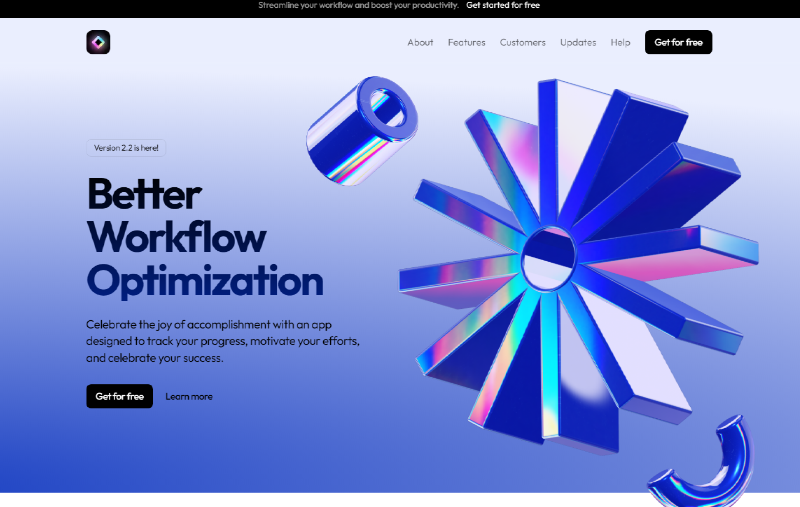 Streamline your workflow and boost your productivity. Get started for free
About Features Customers Updates Help Get for free
Version 2.2 is here!
Better
Workflow
Optimization
Celebrate the joy of accomplishment with an app
designed to track your progress, motivate your efforts,
and celebrate your success.
Get for free Learn more